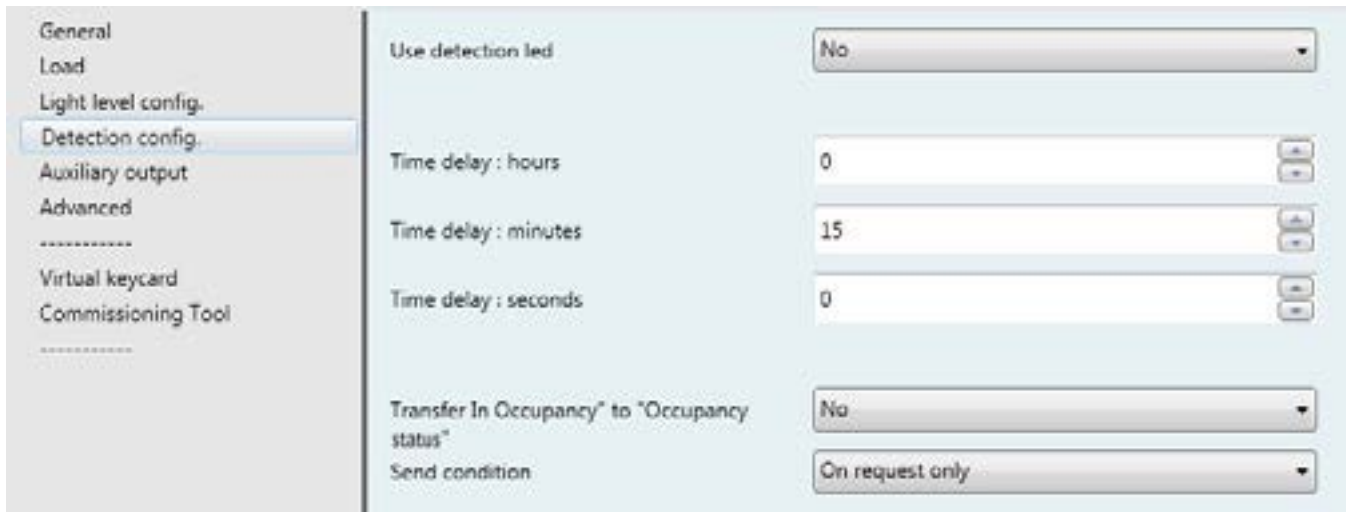 General
Load
Light level config.
Detection config.
Auxiliary output
Advanced
-----------
Virtual keycard
Commissioning Tool
-----------
Use detection led
No
Time delay : hours
0
Time delay : minutes
15
Time delay : seconds
0
Transfer In Occupancy" to "Occupancy
status"
No
Send condition
On request only